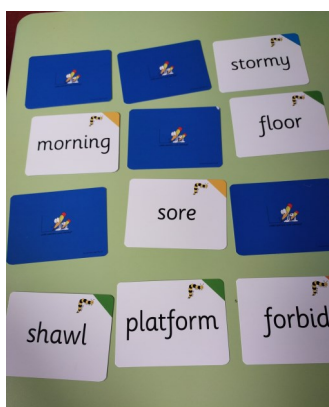 stormy
morning
floor
sore
shawl
platform
forbid